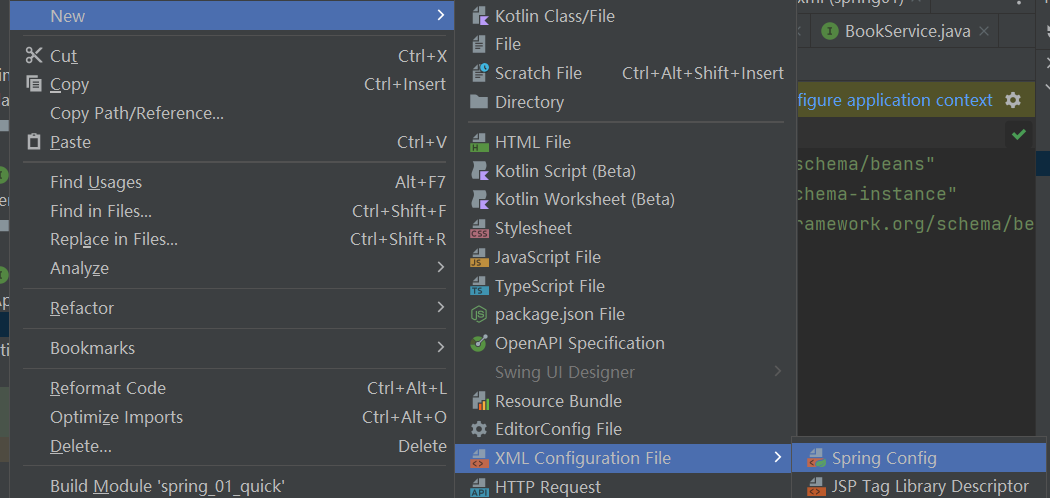 New
Cut Ctrl+X
Copy Ctrl+Insert
Copy Path/Reference...
Paste Ctrl+V
Find Usages Alt+F7
Find in Files... Ctrl+Shift+F
Replace in Files... Ctrl+Shift+R
Analyze
Refactor
Bookmarks
Reformat Code Ctrl+Alt+L
Optimize Imports Ctrl+Alt+O
Delete... Delete
Build Module 'spring_01_quick'
Kotlin Class/File
File
Scratch File Ctrl+Alt+Shift+Insert
Directory
HTML File
Kotlin Script (Beta)
Kotlin Worksheet (Beta)
Stylesheet
JavaScript File
TypeScript File
package.json File
OpenAPI Specification
Swing UI Designer
Resource Bundle
EditorConfig File
XML Configuration File
HTTP Request
Spring Config
JSP Tag Library Descriptor
BookService.java
figure application context
schema/beans"
chema-instance"
ramework.org/schema/be